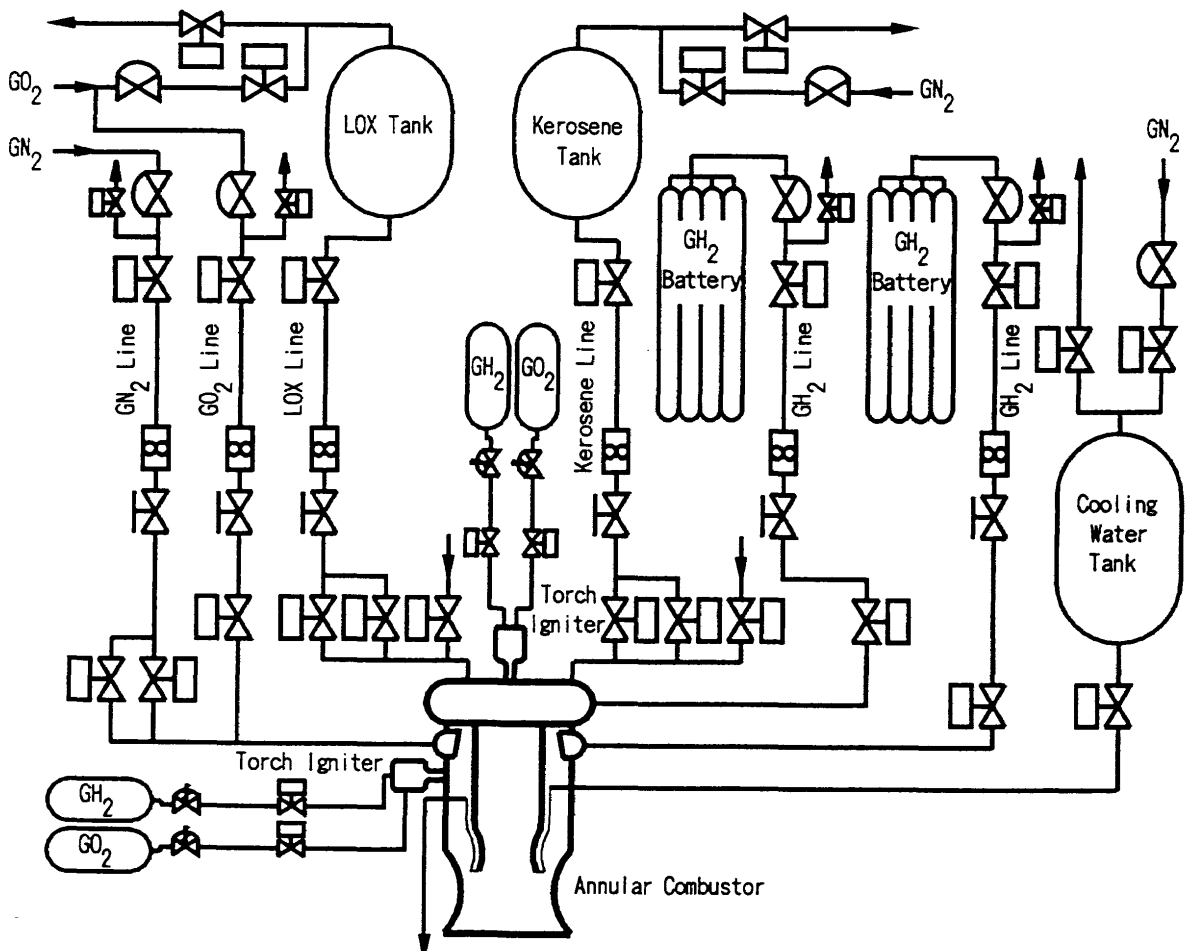 GO2
GN2
LOX Tank
Kerosene
Tank
GN2
GN2
GH2
Battery
GH2
Battery
GN2 Line
GO2 Line
LOX Line
GH2
GO2
Kerosene Line
GH2 Line
GH2 Line
Cooling
Water
Tank
Torch
Igniter
Torch Igniter
GH2
GO2
Annular Combustor